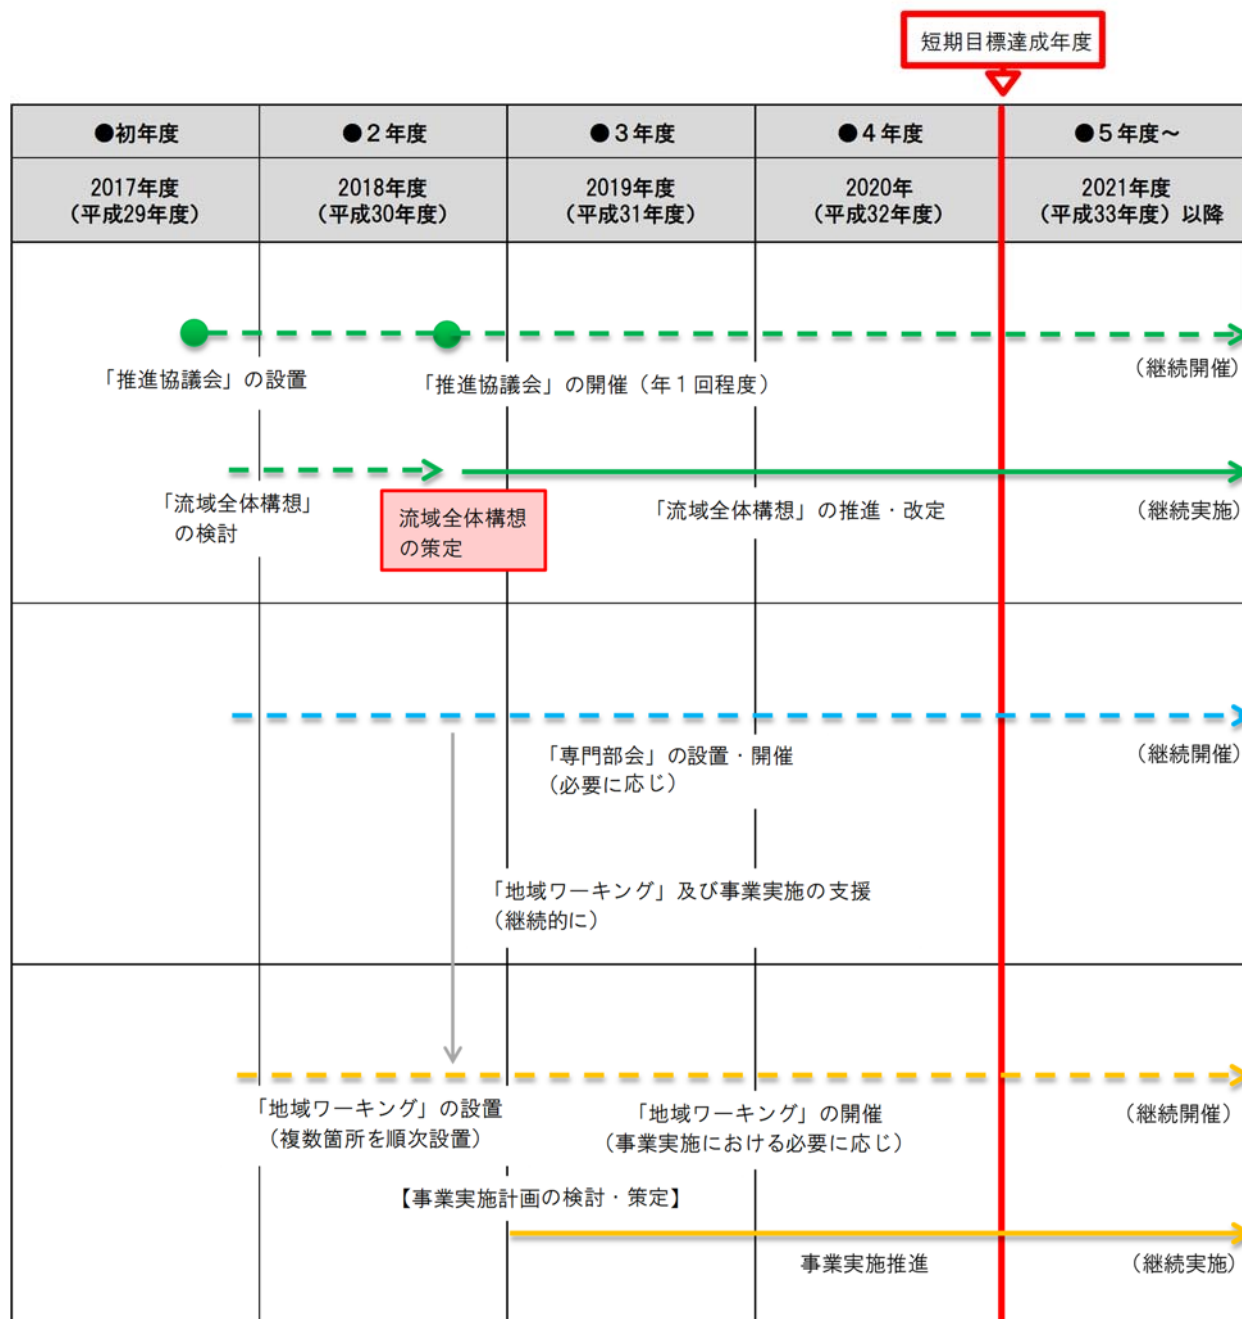 短期目標達成年度
●初年度
●２年度
●３年度
●４年度
●５年度～
2017年度
（平成29年度）
2018年度
（平成30年度）
2019年度
（平成31年度）
2020年
（平成32年度）
2021年度
（平成33年度）以降
「推進協議会」の設置
「推進協議会」の開催（年１回程度）
（継続開催）
「流域全体構想」
の検討
流域全体構想
の策定
「流域全体構想」の推進・改定
（継続実施）
「専門部会」の設置・開催
（必要に応じ）
（継続開催）
「地域ワーキング」及び事業実施の支援
（継続的に）
「地域ワーキング」の設置
（複数箇所を順次設置）
「地域ワーキング」の開催
（事業実施における必要に応じ）
（継続開催）
【事業実施計画の検討・策定】
事業実施推進
（継続実施）